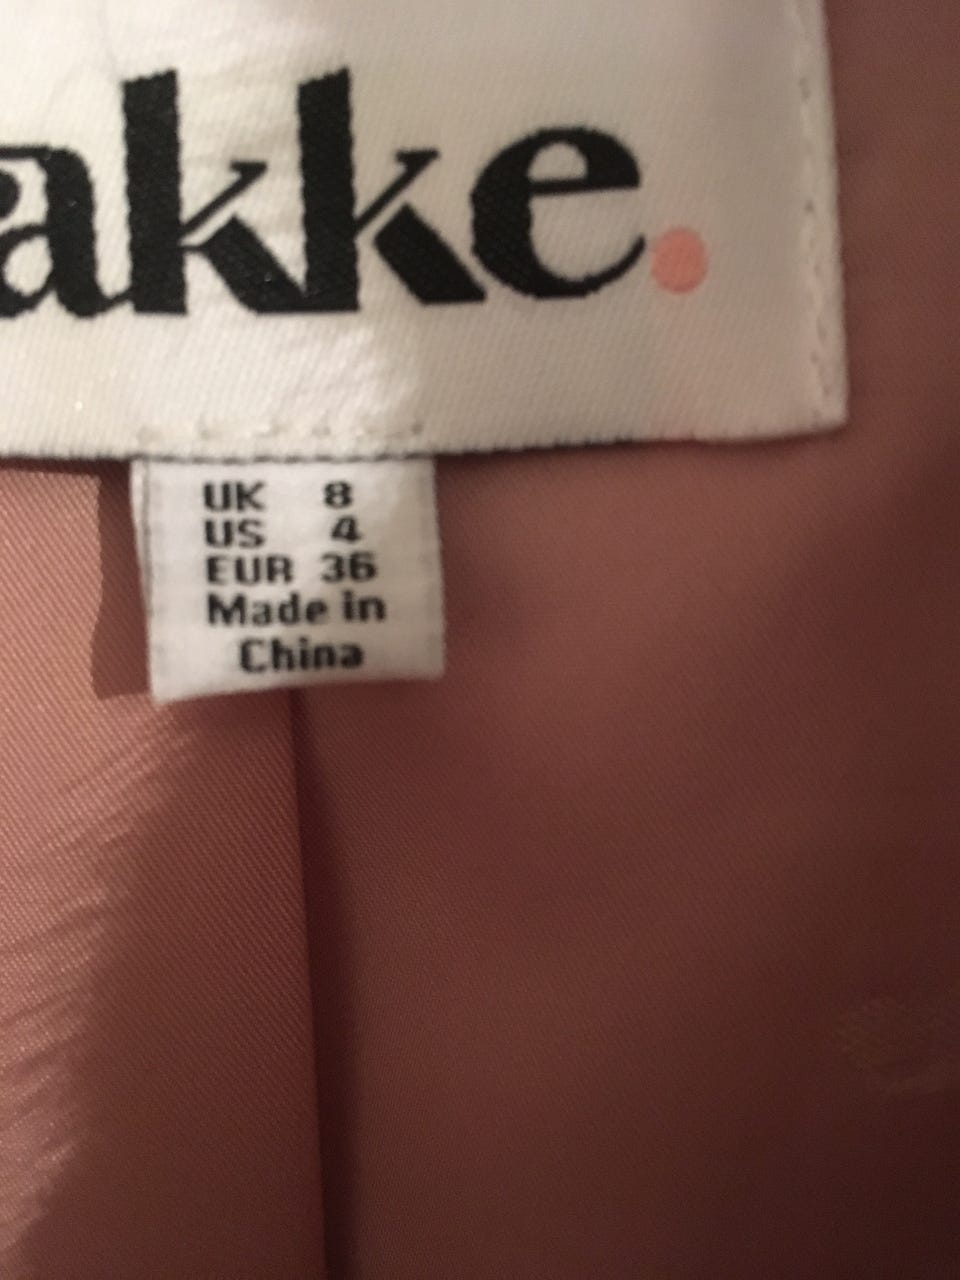 akke.
UK 8
US 4
EUR 36
Made in
China